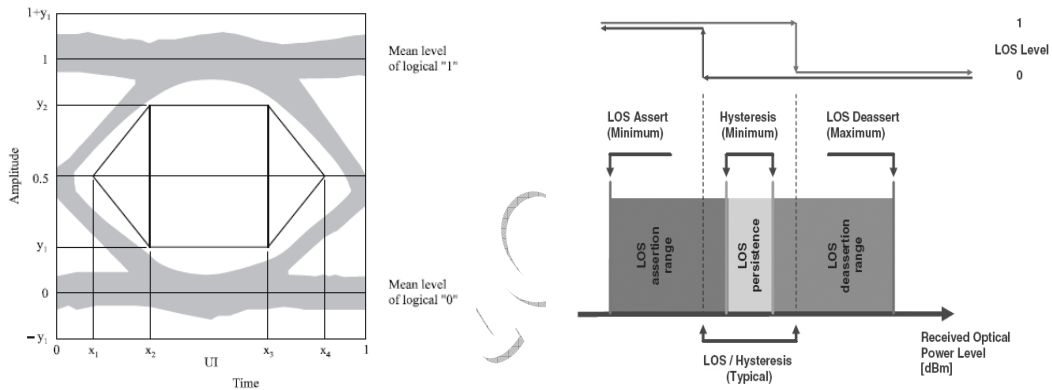 1+y₁
1
y₂
Amplitude
0.5
y₁
0
−y₁
0
x₁
x₂
UI
x₃
x₄
1
Time
Mean level
of logical "1"
Mean level
of logical "0"
1
LOS Level
0
LOS Assert
(Minimum)
Hysteresis
(Minimum)
LOS Deassert
(Maximum)
LOS
assertion
range
LOS
persistence
LOS
deassertion
range
Received Optical
Power Level
[dBm]
LOS / Hysteresis
(Typical)